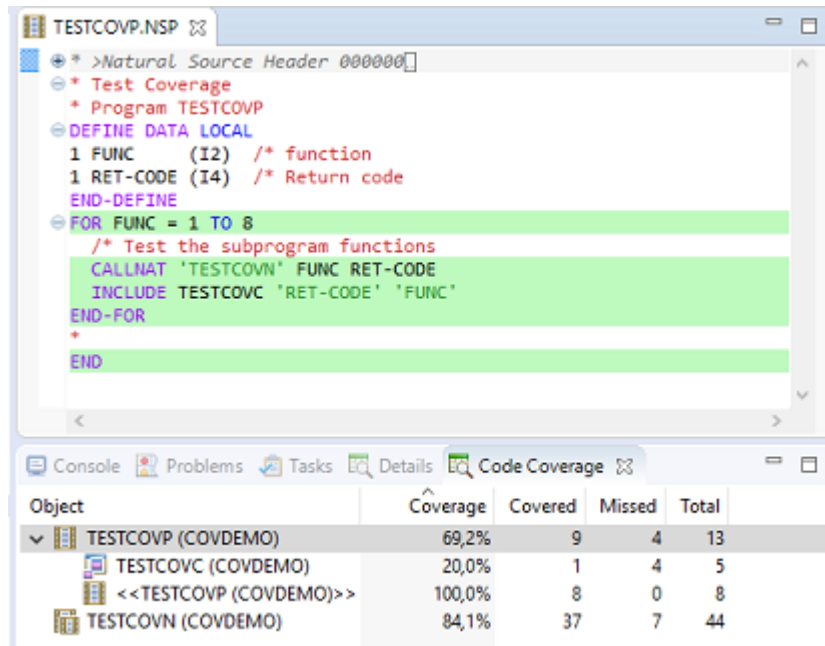 TESTCOVP.NSP
* >Natural Source Header 000000
* Test Coverage
* Program TESTCOVP
DEFINE DATA LOCAL
1 FUNC     (I2)  /* function
1 RET-CODE (I4)  /* Return code
END-DEFINE
FOR FUNC = 1 TO 8
/* Test the subprogram functions
CALLNAT 'TESTCOVN' FUNC RET-CODE
INCLUDE TESTCOVC 'RET-CODE' 'FUNC'
END-FOR
*
END
Console Problems Tasks Details Code Coverage
Object Coverage Covered Missed Total
TESTCOVP (COVDEMO) 69,2% 9 4 13
TESTCOVC (COVDEMO) 20,0% 1 4 5
<<TESTCOVP (COVDEMO)>> 100,0% 8 0 8
TESTCOVN (COVDEMO) 84,1% 37 7 44